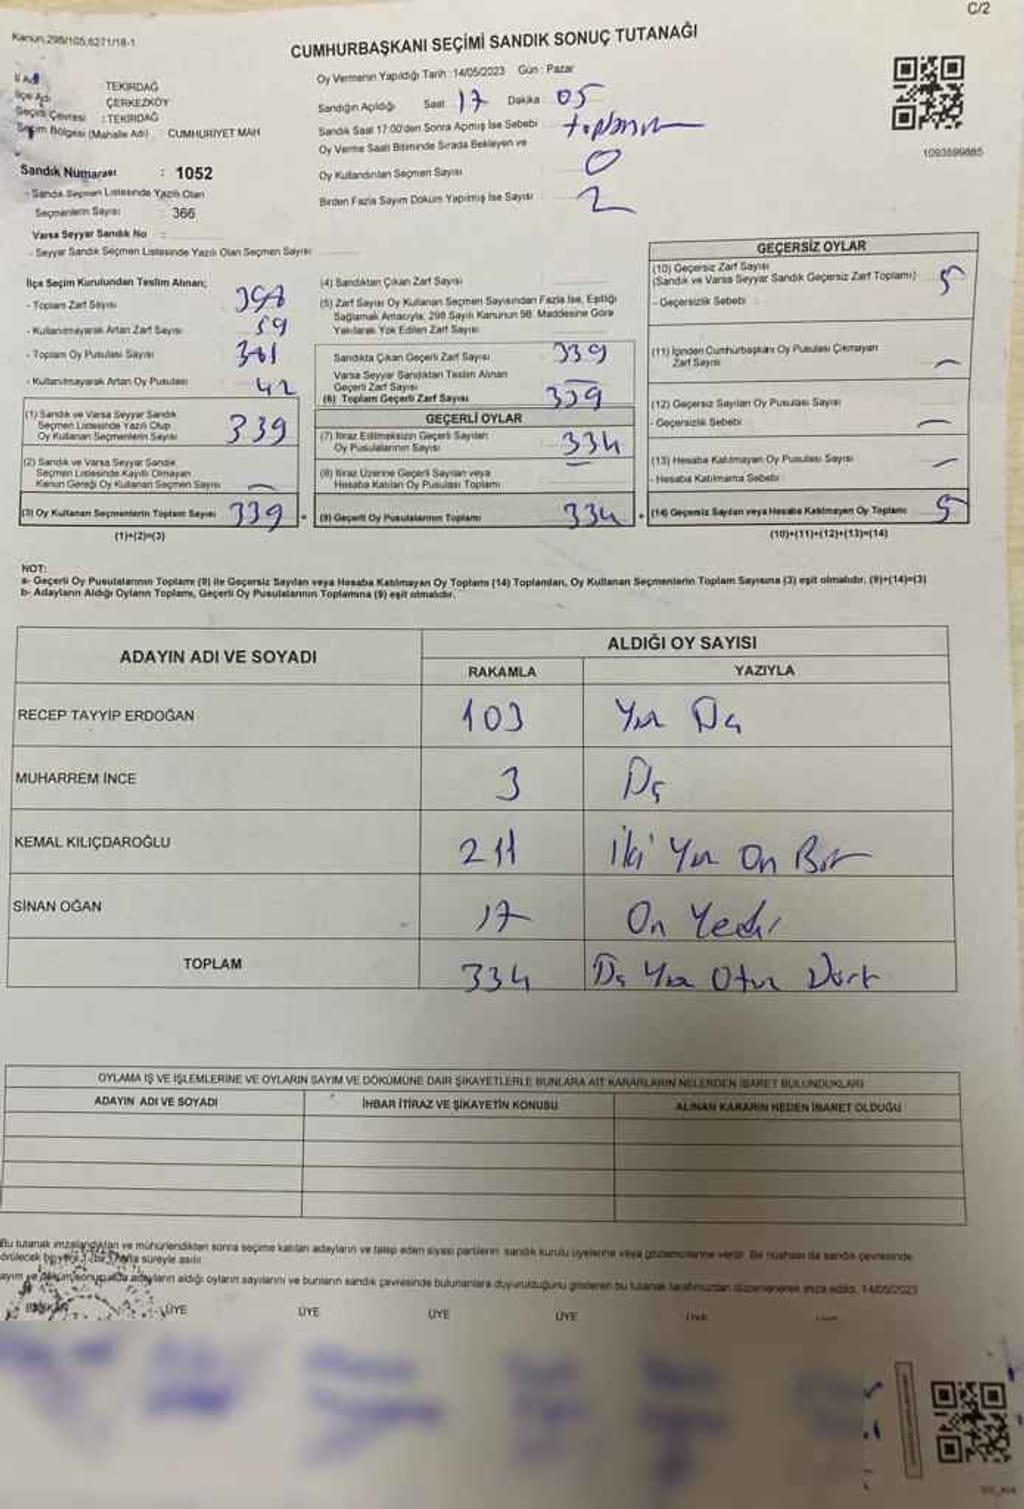 C/2
Kanun,298/105,6271/18-1
CUMHURBAŞKANI SEÇİMİ SANDIK SONUÇ TUTANAĞI
İl Adı : TEKİRDAĞ
İlçe Adı : ÇERKEZKÖY
Seçim Çevresi : TEKİRDAĞ
Seçim Bölgesi (Mahalle Adı) : CUMHURİYET MAH
Sandık Numarası : 1052
- Sandık Seçmen Listesinde Yazılı Olan
Seçmenlerin Sayısı : 366
Varsa Seyyar Sandık No :
- Seyyar Sandık Seçmen Listesinde Yazılı Olan Seçmen Sayısı
Oy Vermenin Yapıldığı Tarih : 14/05/2023 Gün : Pazar
Sandığın Açıldığı Saat 17 Dakika : 05
Sandık Saat 17:00'den Sonra Açmış İse Sebebi
Oy Verme Saati Bitiminde Sırada Bekleyen ve
Oy Kullandırılan Seçmen Sayısı 0
Birden Fazla Sayım Döküm Yapılmış İse Sayısı 2
1093899885
İlçe Seçim Kurulundan Teslim Alınan;
- Toplam Zarf Sayısı 398
- Kullanılmayarak Artan Zarf Sayısı 59
- Toplam Oy Pusulası Sayısı 381
- Kullanılmayarak Artan Oy Pusulası 42
(1) Sandık ve Varsa Seyyar Sandık
Seçmen Listesinde Yazılı Olup
Oy Kullanan Seçmenlerin Sayısı 339
(2) Sandık ve Varsa Seyyar Sandık
Seçmen Listesinde Kayıtlı Olmayan
Kanun Gereği Oy Kullanan Seçmen Sayısı —
(3) Oy Kullanan Seçmenlerin Toplam Sayısı 339
(1)+(2)=(3)
(4) Sandıktan Çıkan Zarf Sayısı
(5) Zarf Sayısı Oy Kullanan Seçmen Sayısından Fazla İse, Eşitliği
Sağlamak Amacıyla, 298 Sayılı Kanunun 98. Maddesine Göre
Yakılarak Yok Edilen Zarf Sayısı
Sandıkta Çıkan Geçerli Zarf Sayısı 339
Varsa Seyyar Sandıktan Teslim Alınan
Geçerli Zarf Sayısı —
(6) Toplam Geçerli Zarf Sayısı 339
GEÇERLİ OYLAR
(7) İtiraz Edilmeksizin Geçerli Sayılan
Oy Pusulalarının Sayısı 334
(8) İtiraz Üzerine Geçerli Sayılan veya
Hesaba Katılan Oy Pusulası Toplamı —
(9) Geçerli Oy Pusulalarının Toplamı 334
GEÇERSİZ OYLAR
(10) Geçersiz Zarf Sayısı
(Sandık ve Varsa Seyyar Sandık Geçersiz Zarf Toplamı) 5
- Geçersizlik Sebebi :
(11) İçinden Cumhurbaşkanı Oy Pusulası Çıkmayan
Zarf Sayısı —
(12) Geçersiz Sayılan Oy Pusulası Sayısı
- Geçersizlik Sebebi : —
(13) Hesaba Katılmayan Oy Pusulası Sayısı —
- Hesaba Katılmama Sebebi :
(14) Geçersiz Sayılan veya Hesaba Katılmayan Oy Toplamı 5
(10)+(11)+(12)+(13)=(14)
NOT:
a- Geçerli Oy Pusulalarının Toplamı (9) ile Geçersiz Sayılan veya Hesaba Katılmayan Oy Toplamı (14) Toplamları, Oy Kullanan Seçmenlerin Toplam Sayısına (3) eşit olmalıdır. (9)+(14)=(3)
b- Adayların Aldığı Oyların Toplamı, Geçerli Oy Pusulalarının Toplamına (9) eşit olmalıdır.
ADAYIN ADI VE SOYADI
ALDIĞI OY SAYISI
RAKAMLA YAZIYLA
RECEP TAYYİP ERDOĞAN 103 Yüz Üç
MUHARREM İNCE 3 Üç
KEMAL KILIÇDAROĞLU 211 İki Yüz On Bir
SİNAN OĞAN 17 On Yedi
TOPLAM 334 Üç Yüz Otuz Dört
OYLAMA İŞ VE İŞLEMLERİNE VE OYLARIN SAYIM VE DÖKÜMÜNE DAİR ŞİKAYETLERLE BUNLARA AİT KARARLARIN NELERDEN İBARET BULUNDUKLARI
ADAYIN ADI VE SOYADI İHBAR İTİRAZ VE ŞİKAYETİN KONUSU ALINAN KARARIN NEDEN İBARET OLDUĞU
Bu tutanak imzalandıktan ve mühürlendikten sonra seçime katılan adayların ve talep eden siyasi partilerin sandık kurulu üyelerine veya gözlemcilerine verilir. Bir nüshası da sandık çevresinde
görülecek bir yere 1 (bir) hafta süreyle asılır.
Sayım ve döküm sonucunda adayların aldığı oyların sayılarını ve bunların sandık çevresinde bulunanlara duyurulduğunu gösteren bu tutanak tarafımızdan düzenlenerek imza edildi. 14/05/2023
BAŞKAN ÜYE ÜYE ÜYE ÜYE ÜYE